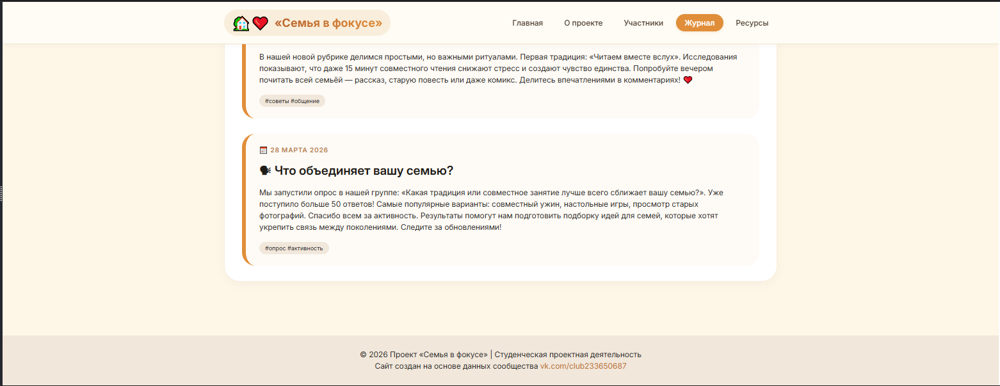 «Семья в фокусе»
Главная О проекте Участники Журнал Ресурсы
В нашей новой рубрике делимся простыми, но важными ритуалами. Первая традиция: «Читаем вместе вслух». Исследования
показывают, что даже 15 минут совместного чтения снижают стресс и создают чувство единства. Попробуйте вечером
почитать всей семьёй — рассказ, старую повесть или даже комикс. Делитесь впечатлениями в комментариях!
#советы #общение
28 МАРТА 2026
Что объединяет вашу семью?
Мы запустили опрос в нашей группе: «Какая традиция или совместное занятие лучше всего сближает вашу семью?». Уже
поступило больше 50 ответов! Самые популярные варианты: совместный ужин, настольные игры, просмотр старых
фотографий. Спасибо всем за активность. Результаты помогут нам подготовить подборку идей для семей, которые хотят
укрепить связь между поколениями. Следите за обновлениями!
#опрос #активность
© 2026 Проект «Семья в фокусе» | Студенческая проектная деятельность
Сайт создан на основе данных сообщества vk.com/club233650687